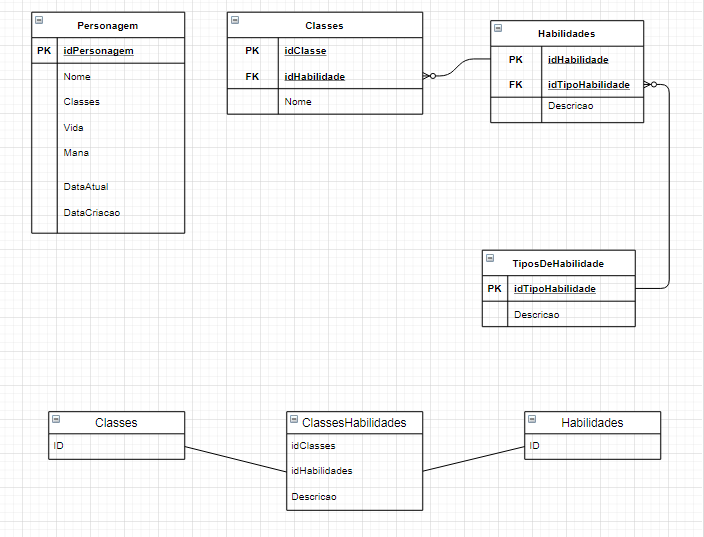 Personagem
PK idPersonagem
Nome
Classes
Vida
Mana
DataAtual
DataCriacao
Classes
PK idClasse
FK idHabilidade
Nome
Habilidades
PK idHabilidade
FK idTipoHabilidade
Descricao
TiposDeHabilidade
PK idTipoHabilidade
Descricao
Classes
ID
ClassesHabilidades
idClasses
idHabilidades
Descricao
Habilidades
ID